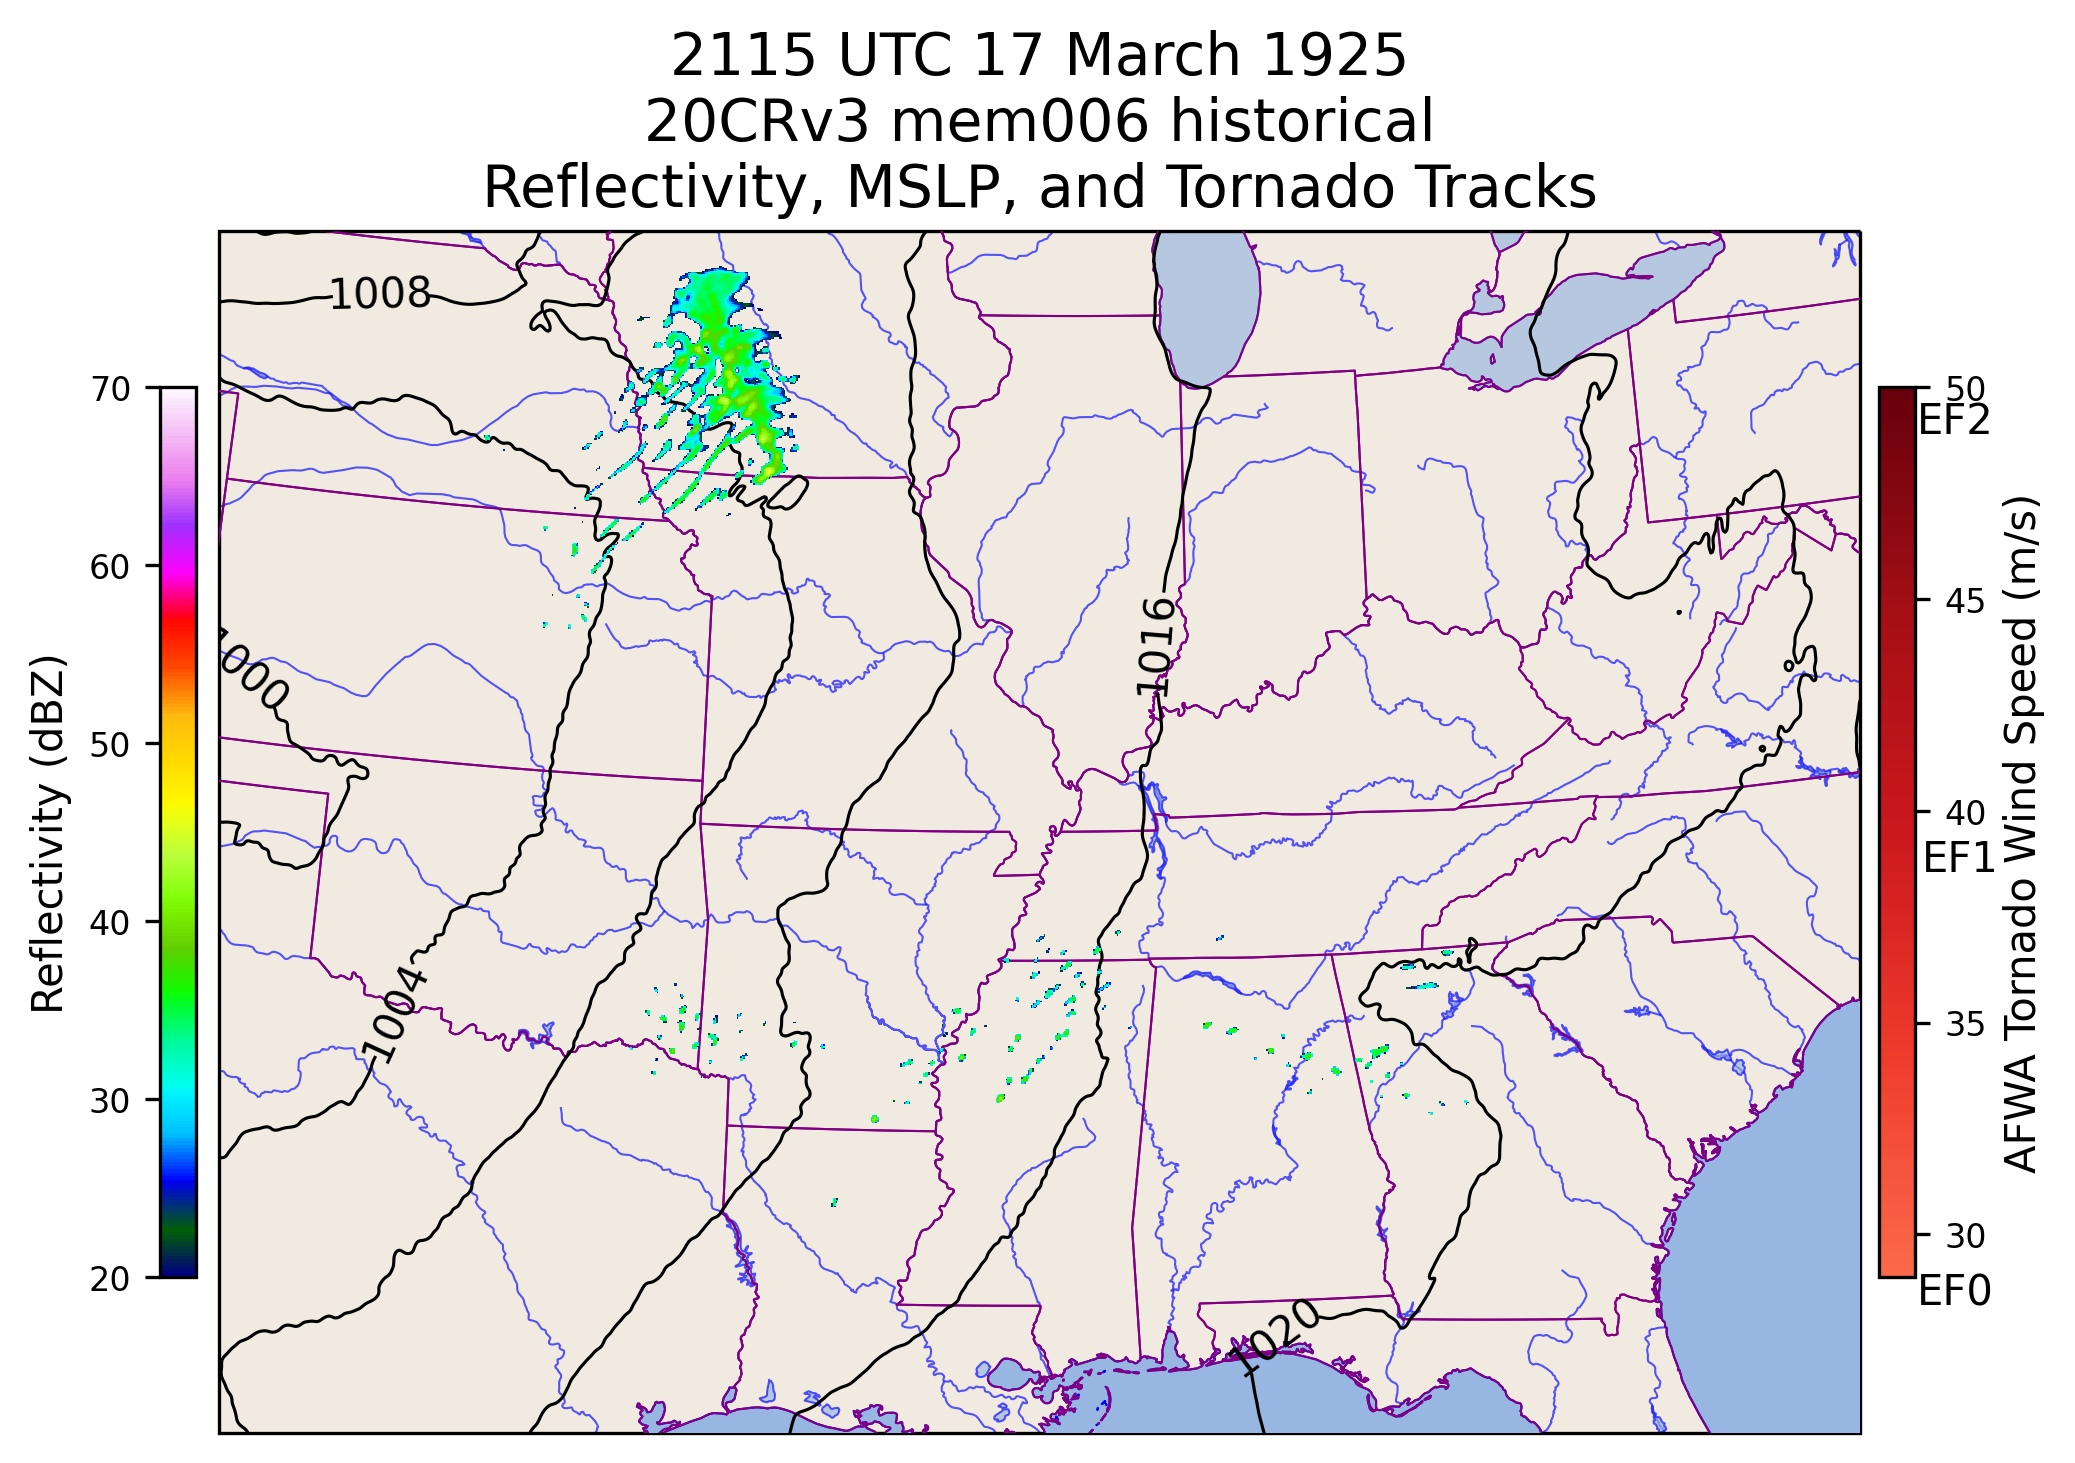 2115 UTC 17 March 1925
20CRv3 mem006 historical
Reflectivity, MSLP, and Tornado Tracks
1008
1000
1004
1016
1020
70
60
50
40
30
20
Reflectivity (dBZ)
50
EF2
45
40
EF1
35
30
EF0
AFWA Tornado Wind Speed (m/s)